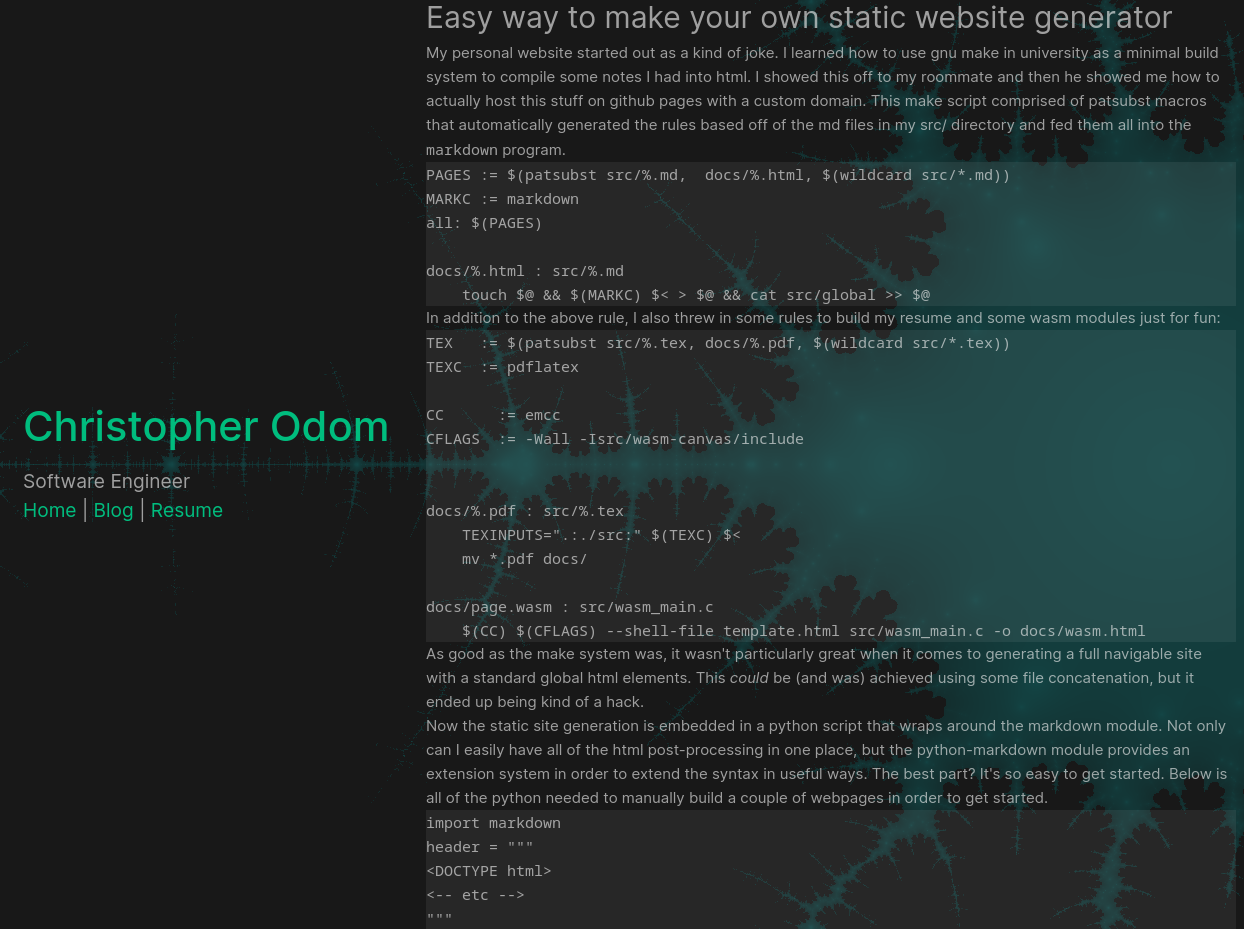 Easy way to make your own static website generator
My personal website started out as a kind of joke. I learned how to use gnu make in university as a minimal build
system to compile some notes I had into html. I showed this off to my roommate and then he showed me how to
actually host this stuff on github pages with a custom domain. This make script comprised of patsubst macros
that automatically generated the rules based off of the md files in my src/ directory and fed them all into the
markdown program.
PAGES := $(patsubst src/%.md,  docs/%.html, $(wildcard src/*.md))
MARKC := markdown
all: $(PAGES)
docs/%.html : src/%.md
    touch $@ && $(MARKC) $< > $@ && cat src/global >> $@
In addition to the above rule, I also threw in some rules to build my resume and some wasm modules just for fun:
TEX   := $(patsubst src/%.tex, docs/%.pdf, $(wildcard src/*.tex))
TEXC  := pdflatex
CC      := emcc
CFLAGS  := -Wall -Isrc/wasm-canvas/include
docs/%.pdf : src/%.tex
    TEXINPUTS=".:./src:" $(TEXC) $<
    mv *.pdf docs/
docs/page.wasm : src/wasm_main.c
    $(CC) $(CFLAGS) --shell-file template.html src/wasm_main.c -o docs/wasm.html
As good as the make system was, it wasn't particularly great when it comes to generating a full navigable site
with a standard global html elements. This could be (and was) achieved using some file concatenation, but it
ended up being kind of a hack.
Now the static site generation is embedded in a python script that wraps around the markdown module. Not only
can I easily have all of the html post-processing in one place, but the python-markdown module provides an
extension system in order to extend the syntax in useful ways. The best part? It's so easy to get started. Below is
all of the python needed to manually build a couple of webpages in order to get started.
import markdown
header = """
<DOCTYPE html>
<-- etc -->
"""
Christopher Odom
Software Engineer
Home | Blog | Resume